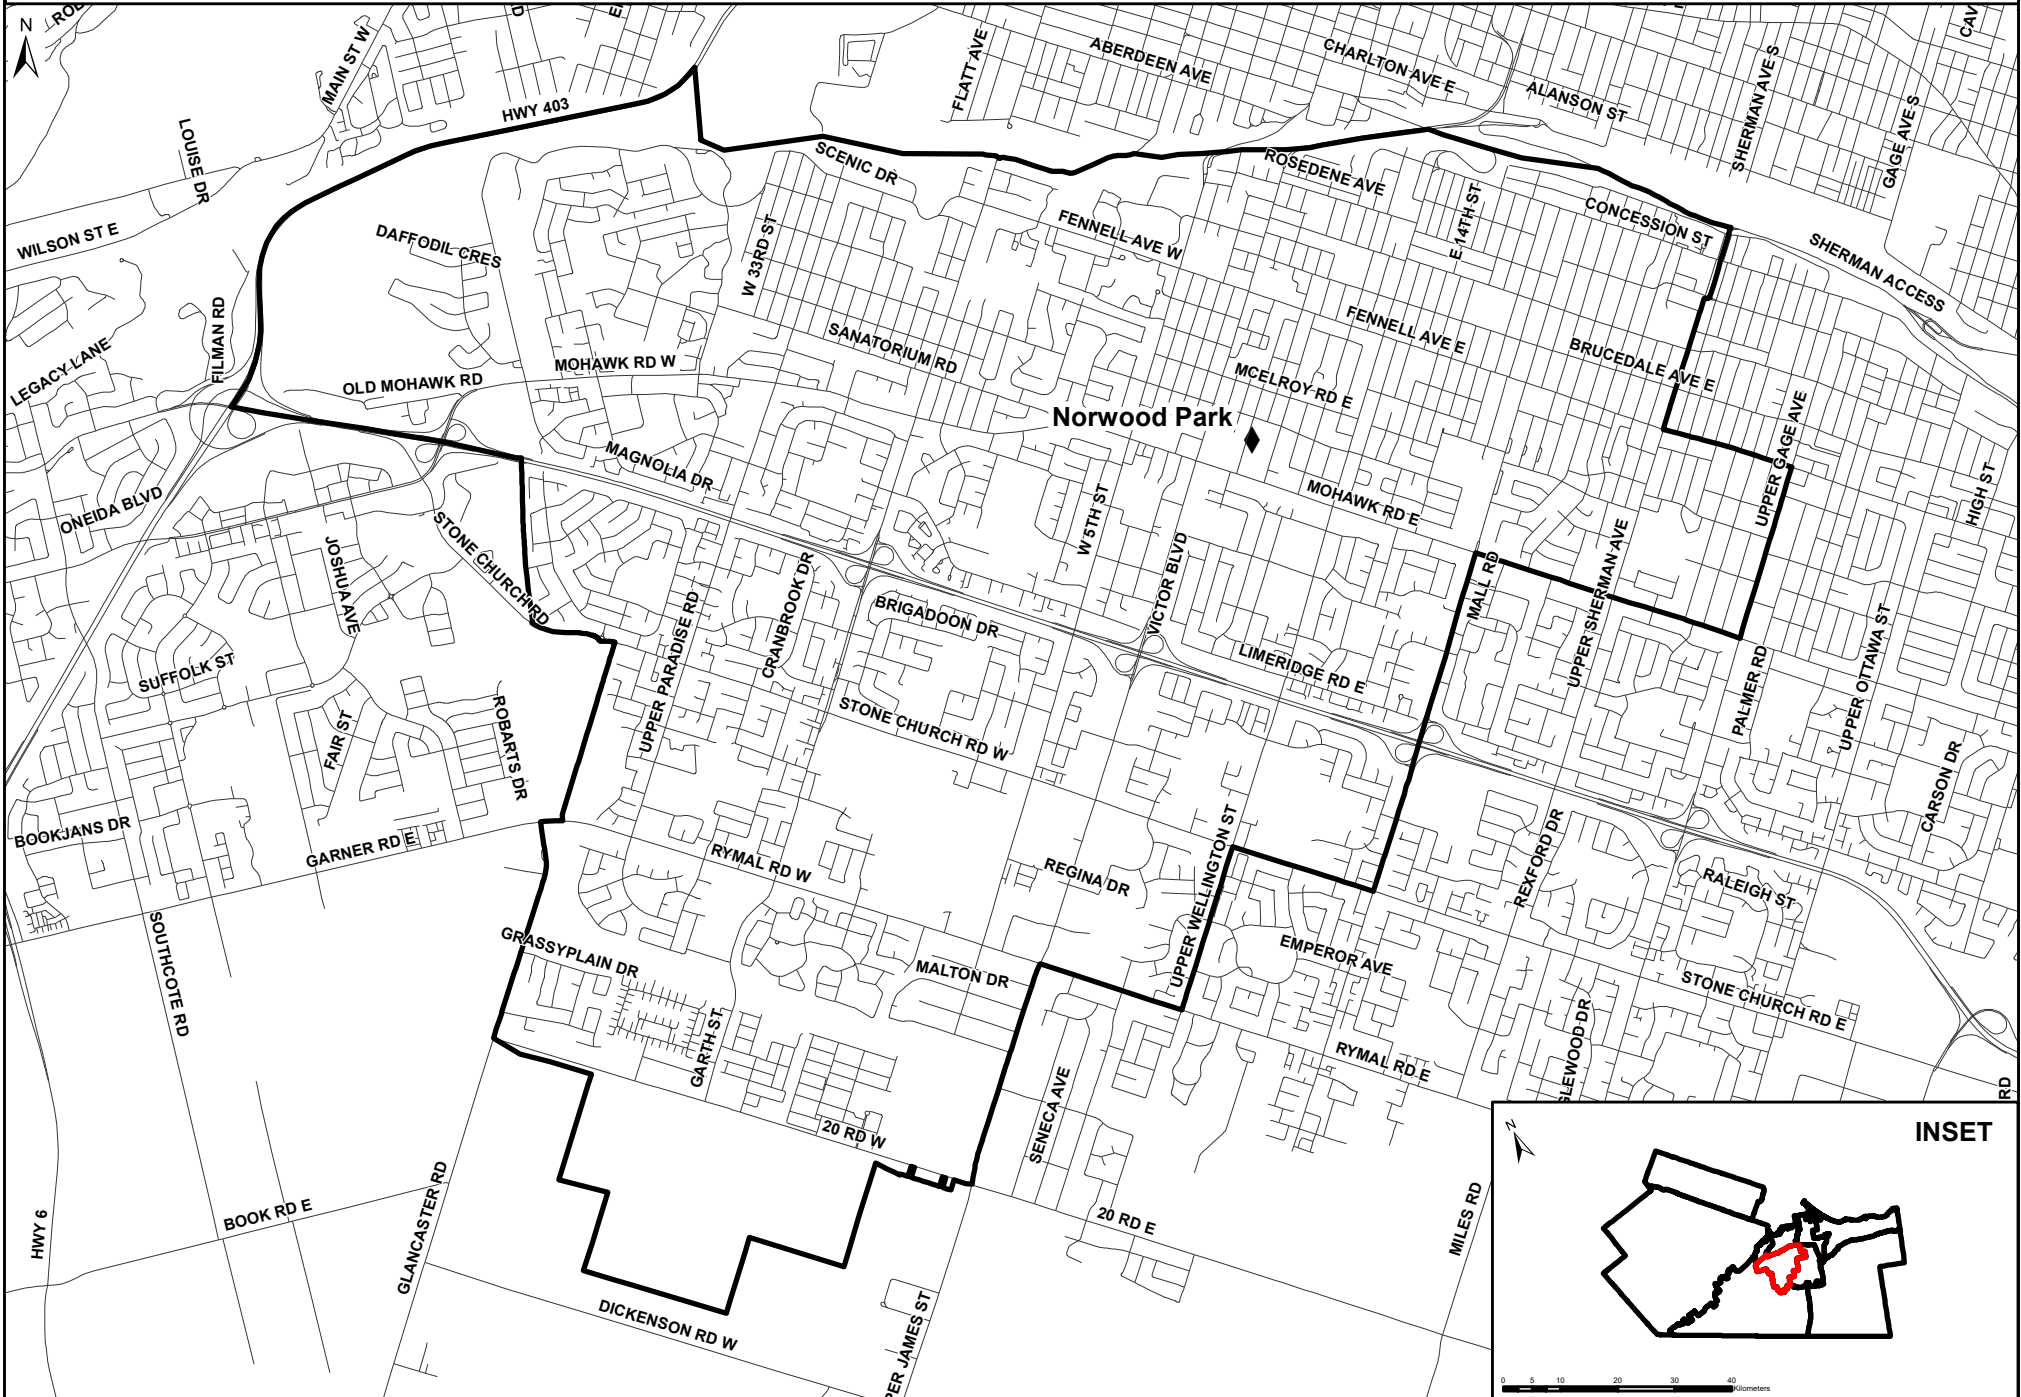 N
MAIN ST W
HWY 403
FLATT AVE
ABERDEEN AVE
CHARLTON AVE E
ALANSON ST
SHERMAN AVE S
GAGE AVE S
LOUISE DR
SCENIC DR
ROSEDENE AVE
E 14TH ST
CONCESSION ST
WILSON ST E
DAFFODIL CRES
W 33RD ST
FENNELL AVE W
SHERMAN ACCESS
FILMAN RD
SANATORIUM RD
FENNELL AVE E
LEGACY LANE
OLD MOHAWK RD
MOHAWK RD W
MCELROY RD E
BRUCEDALE AVE E
Norwood Park
UPPER GAGE AVE
MAGNOLIA DR
ONEIDA BLVD
W 5TH ST
MOHAWK RD E
HIGH ST
STONE CHURCH RD
JOSHUA AVE
CRANBROOK DR
VICTOR BLVD
MALL RD
UPPER SHERMAN AVE
BRIGADOON DR
UPPER PARADISE RD
LIMERIDGE RD E
UPPER OTTAWA ST
SUFFOLK ST
PALMER RD
FAIR ST
ROBARTS DR
STONE CHURCH RD W
CARSON DR
BOOKJANS DR
GARNER RD E
RYMAL RD W
REGINA DR
UPPER WELLINGTON ST
REXFORD DR
RALEIGH ST
SOUTHCOTE RD
GRASSYPLAIN DR
MALTON DR
EMPEROR AVE
STONE CHURCH RD E
GARTH ST
RYMAL RD E
GLEWOOD DR
SENECA AVE
RD
20 RD W
INSET
N
HWY 6
BOOK RD E
GLANCASTER RD
20 RD E
MILES RD
DICKENSON RD W
PER JAMES ST
0 5 10 20 30 40
Kilometers